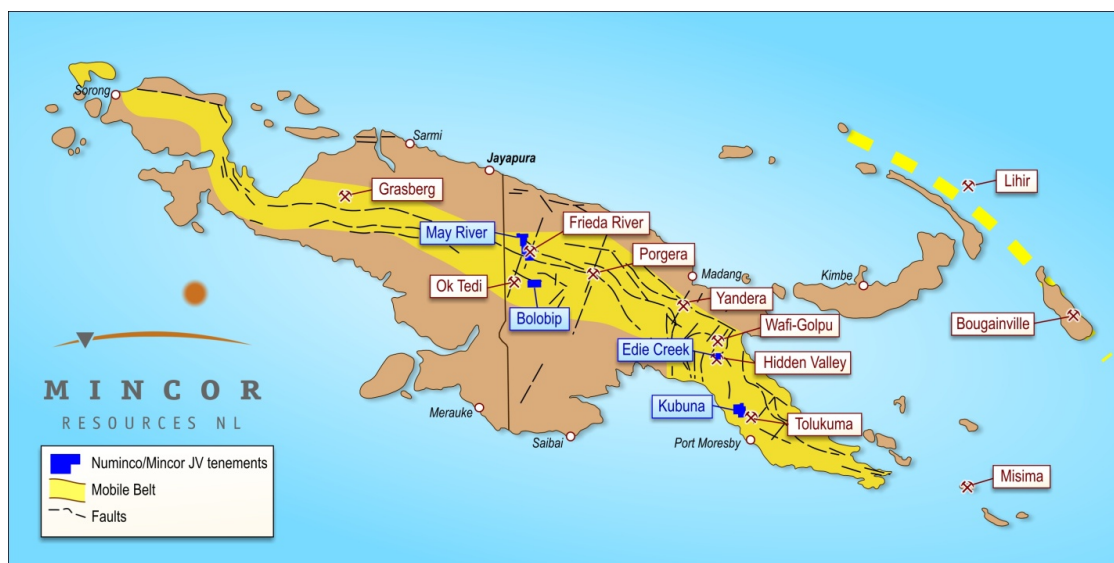 Sorong
Sarmi
Jayapura
Grasberg
Lihir
May River
Frieda River
Porgera
Madang
Kimbe
Ok Tedi
Yandera
Bolobip
Bougainville
Wafi-Golpu
Edie Creek
Hidden Valley
MINCOR
RESOURCES NL
Merauke
Kubuna
Tolukuma
Saibai
Port Moresby
Numinco/Mincor JV tenements
Mobile Belt
Faults
Misima